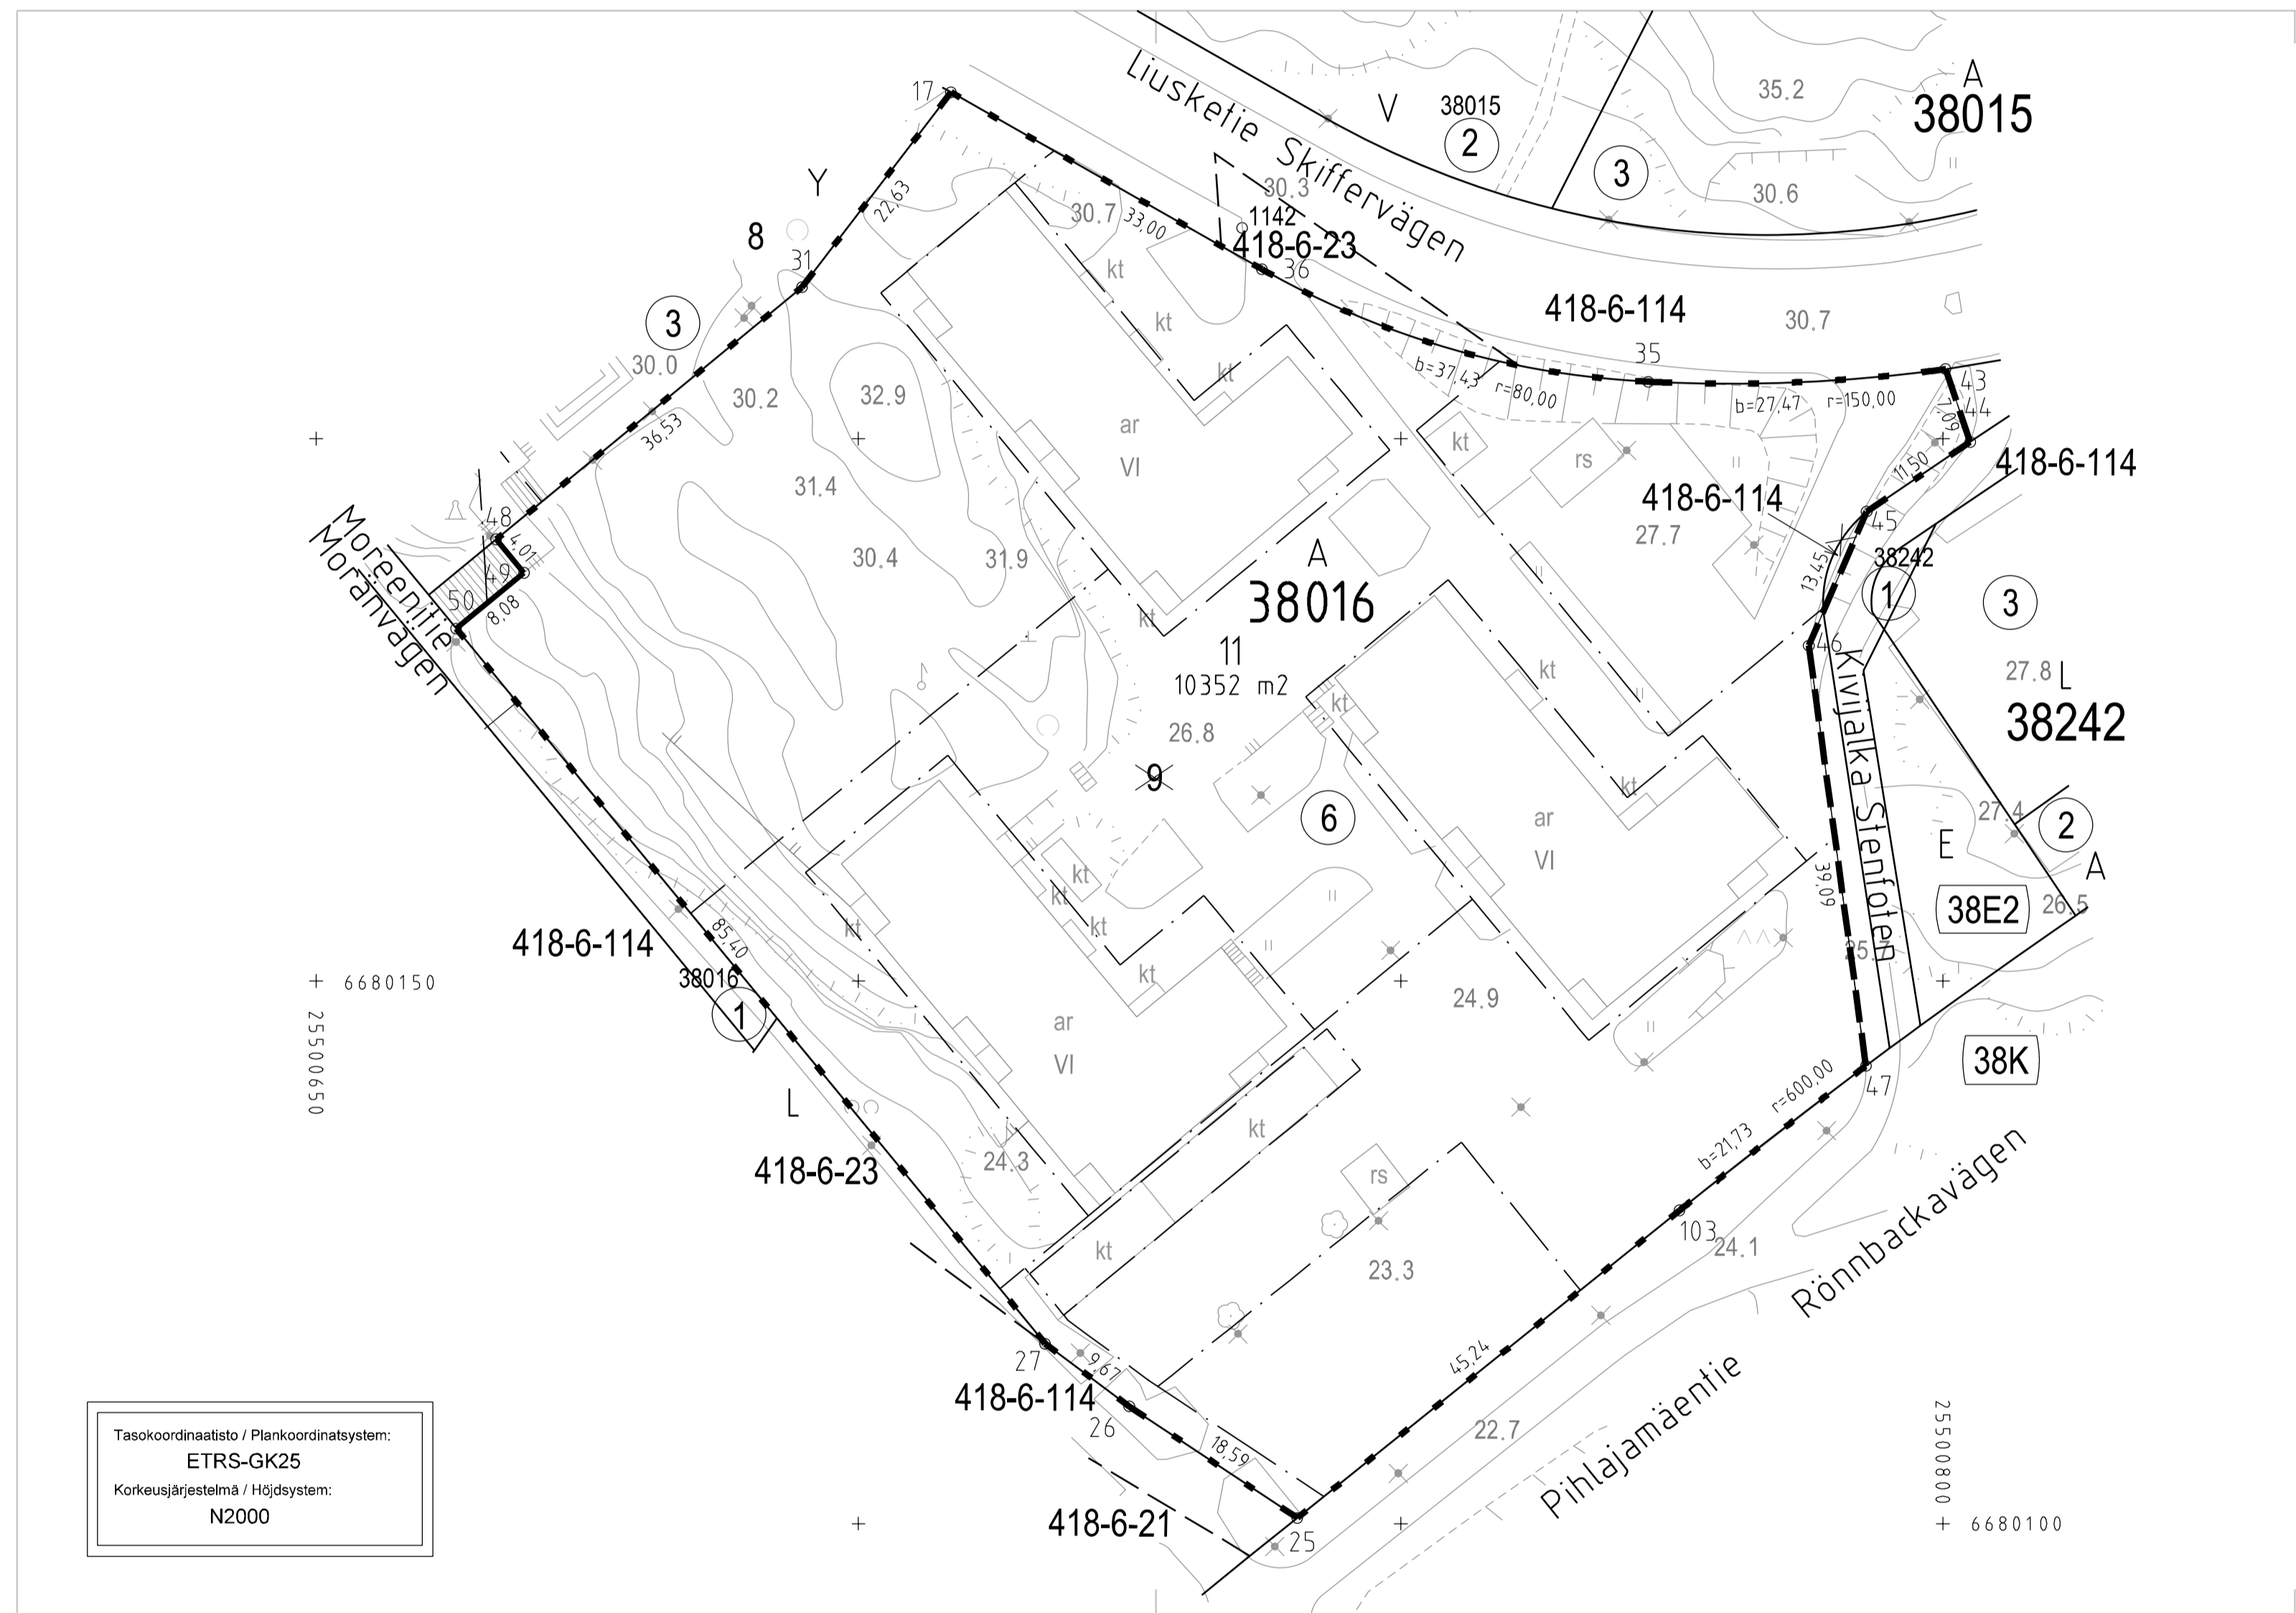 17
Liusketie Skiffervägen
V
38015
2
3
35.2
A
38015
30.6
Y
8
31
22,63
30.7
33,00
30.3
1142
418-6-23
36
418-6-114
30.7
35
3
30.0
36,53
30.2
32.9
kt
kt
kt
b=37,43
r=80,00
b=27,47
r=150,00
43
44
7,09
11,50
418-6-114
31.4
ar
VI
kt
rs
418-6-114
27.7
45
48
4,01
49
50
8,08
Moreenitie
Moränvägen
30.4
31.9
A
38016
kt
11
10352 m2
13,45
38242
1
3
46
27.8
L
38242
kt
kt
26.8
9
6
kt
ar
VI
Kivijalka Stenfoten
39,09
27.4
2
E
A
38E2
26.5
25.7
kt
kt
kt
kt
kt
85,40
418-6-114
38016
1
6680150
25500650
24.9
ar
VI
38K
47
r=600,00
b=21,73
L
kt
24.3
418-6-23
rs
kt
23.3
103
24.1
Rönnbackavägen
27
9,67
418-6-114
26
18,59
45,24
22.7
Pihlajamäentie
418-6-21
25
25500800
6680100
Tasokoordinaatisto / Plankoordinatsystem:
ETRS-GK25
Korkeusjärjestelmä / Höjdsystem:
N2000